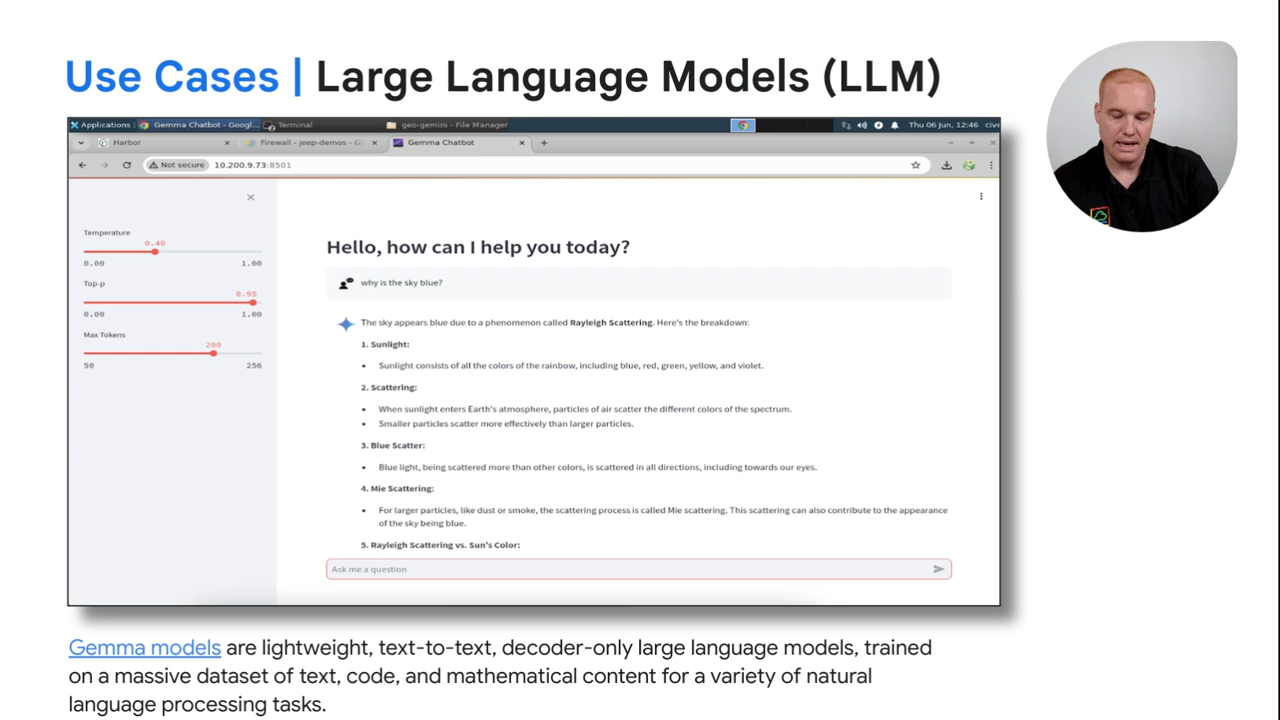 Use Cases | Large Language Models (LLM)
Applications : Gemma Chatbot - Googl... Terminal geo-gemini - File Manager Thu 06 Jun, 12:46
Harbor Firewall - jeep-demos - G Gemma Chatbot
Not secure 10.200.9.73:8501
Temperature
0.40
0.00 1.00
Top-p
0.95
0.00 1.00
Max Tokens
200
50 256
Hello, how can I help you today?
why is the sky blue?
The sky appears blue due to a phenomenon called Rayleigh Scattering. Here's the breakdown:
1. Sunlight:
• Sunlight consists of all the colors of the rainbow, including blue, red, green, yellow, and violet.
2. Scattering:
• When sunlight enters Earth's atmosphere, particles of air scatter the different colors of the spectrum.
• Smaller particles scatter more effectively than larger particles.
3. Blue Scatter:
• Blue light, being scattered more than other colors, is scattered in all directions, including towards our eyes.
4. Mie Scattering:
• For larger particles, like dust or smoke, the scattering process is called Mie scattering. This scattering can also contribute to the appearance
of the sky being blue.
5. Rayleigh Scattering vs. Sun's Color:
Ask me a question
Gemma models are lightweight, text-to-text, decoder-only large language models, trained
on a massive dataset of text, code, and mathematical content for a variety of natural
language processing tasks.